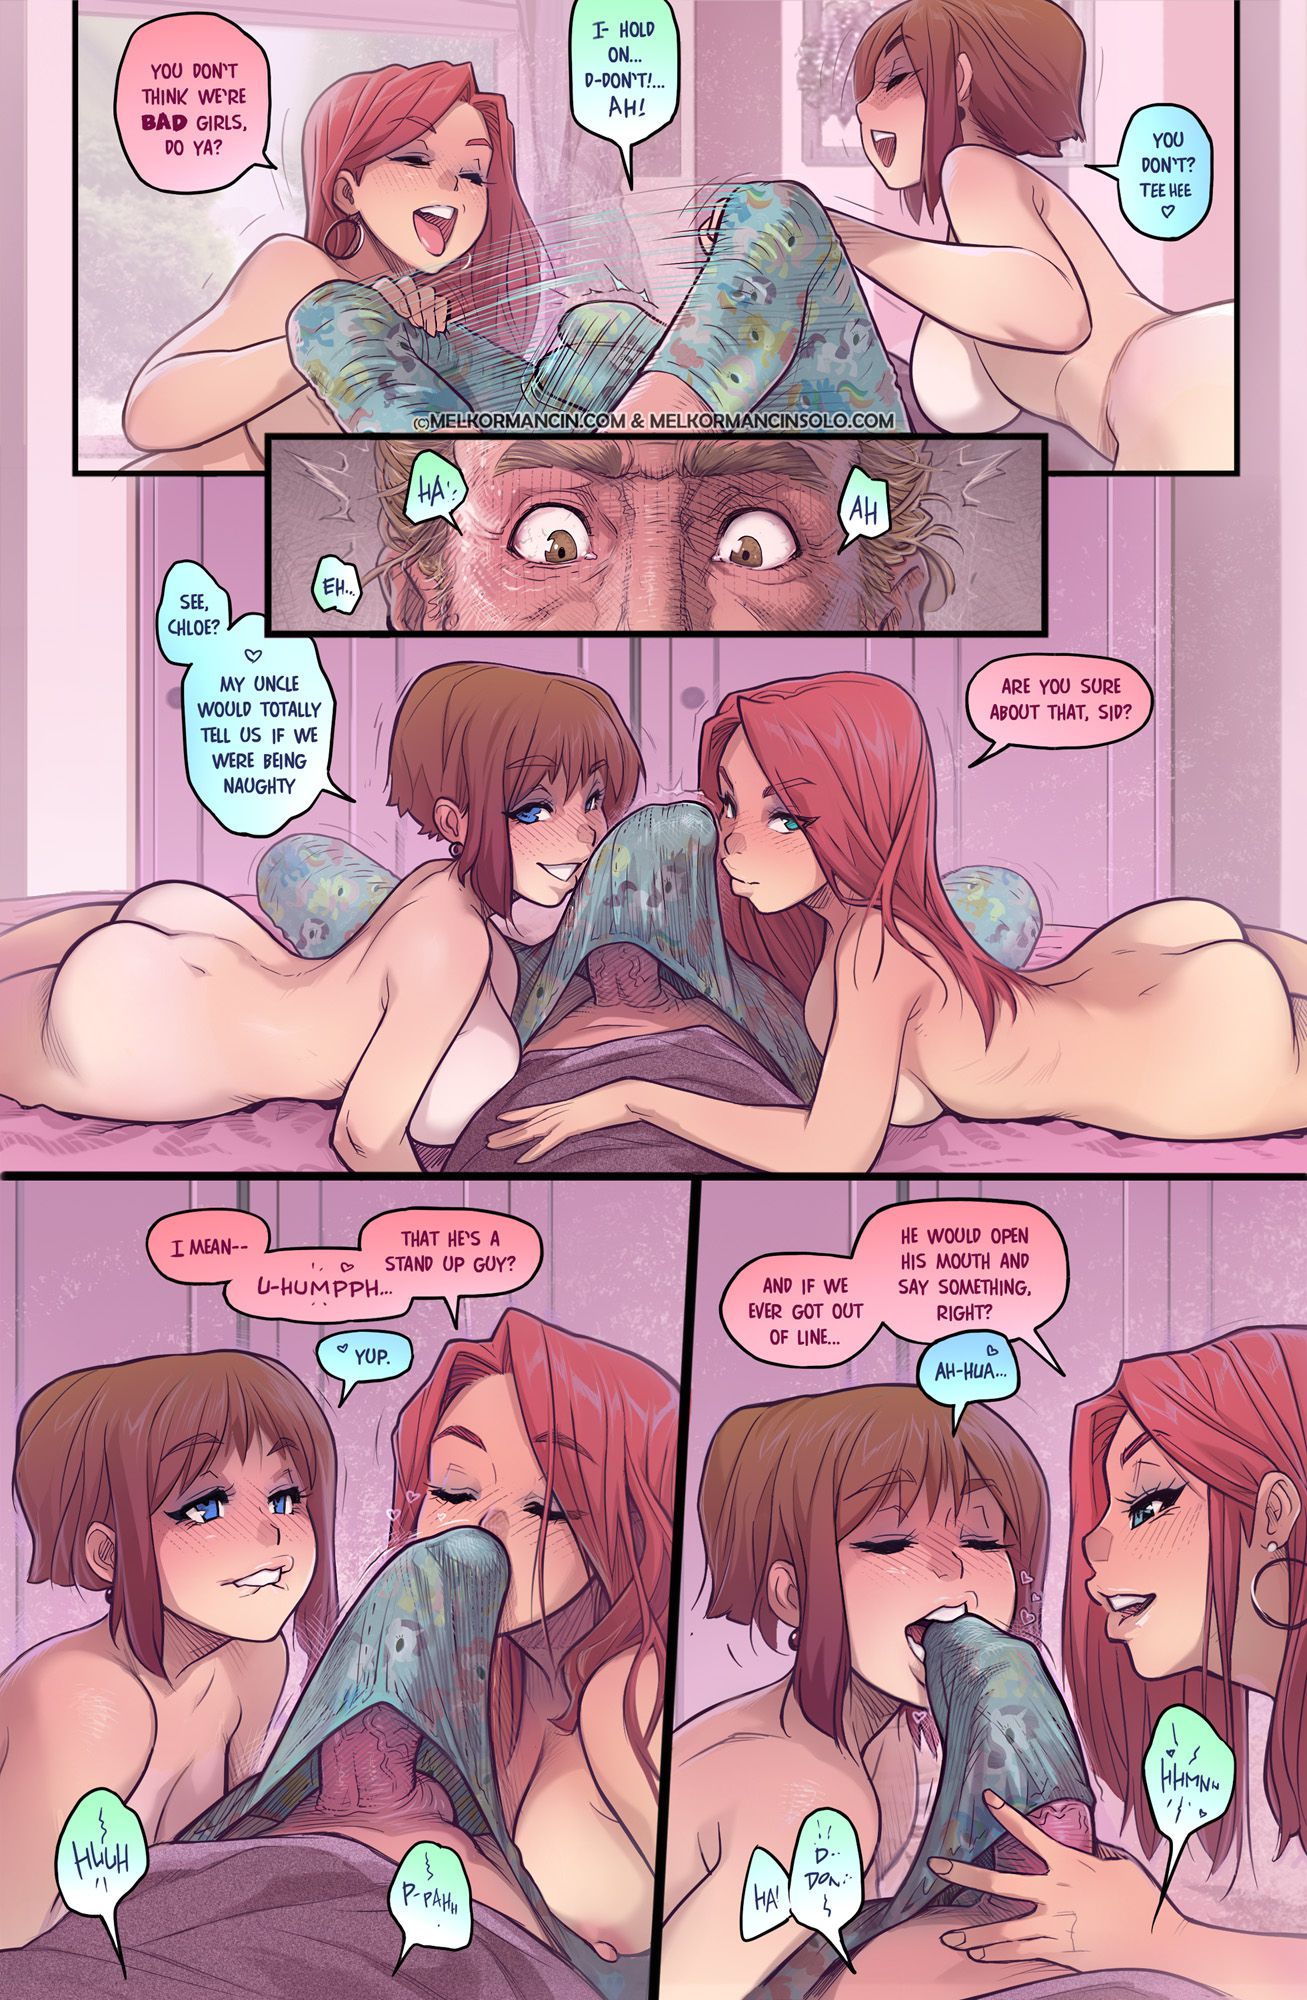 YOU DON'T
THINK WE'RE
BAD GIRLS,
DO YA?
I- HOLD
ON...
D-DON'T!...
AH!
YOU
DON'T?
TEE HEE
♡
©MELKORMANCIN.COM & MELKORMANCINSOLO.COM
HA!
AH
EH...
SEE,
CHLOE?
♡
MY UNCLE
WOULD TOTALLY
TELL US IF WE
WERE BEING
NAUGHTY
ARE YOU SURE
ABOUT THAT, SID?
I MEAN--
U-HUMPPH...
THAT HE'S A
STAND UP GUY?
♥ YUP.
AND IF WE
EVER GOT OUT
OF LINE...
HE WOULD OPEN
HIS MOUTH AND
SAY SOMETHING,
RIGHT?
AH-HUA...
HUUH
P-PAHH
HA!
D-
DON..
HHMNN